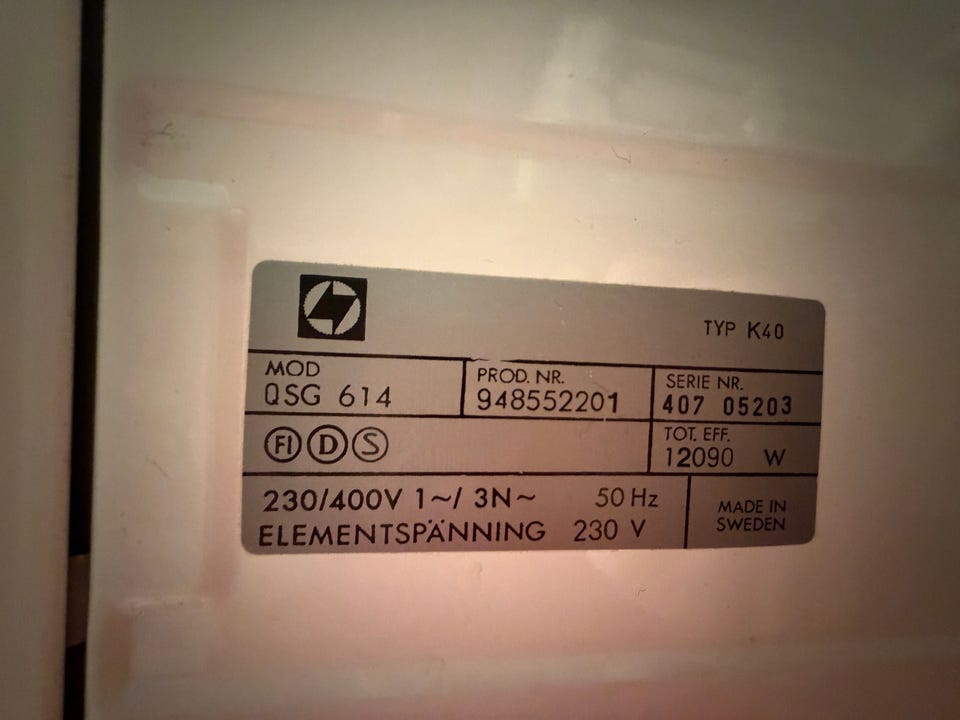 TYP K40
MOD
QSG 614
PROD. NR.
948552201
SERIE NR.
407 05203
FI D S
TOT. EFF.
12090 W
230/400V 1~/ 3N~ 50 Hz
ELEMENTSPÄNNING 230 V
MADE IN
SWEDEN